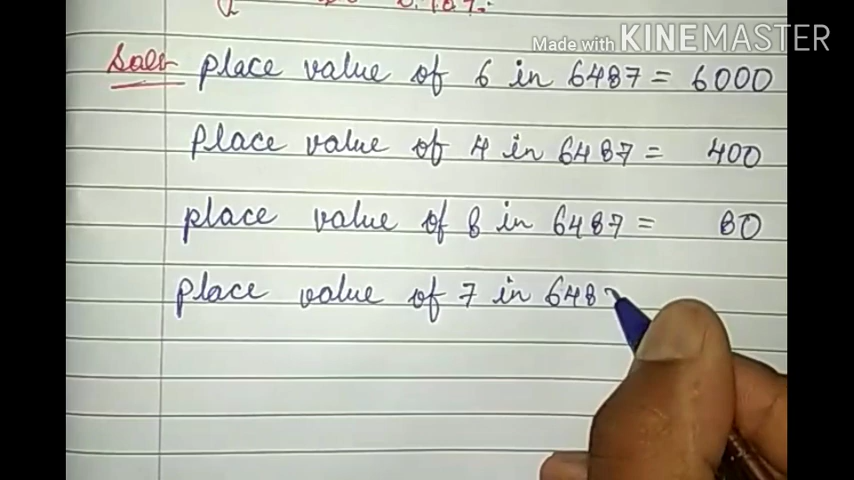 Made with KINEMASTER
Sol:- place value of 6 in 6487 = 6000
place value of 4 in 6487 = 400
place value of 8 in 6487 = 80
place value of 7 in 648